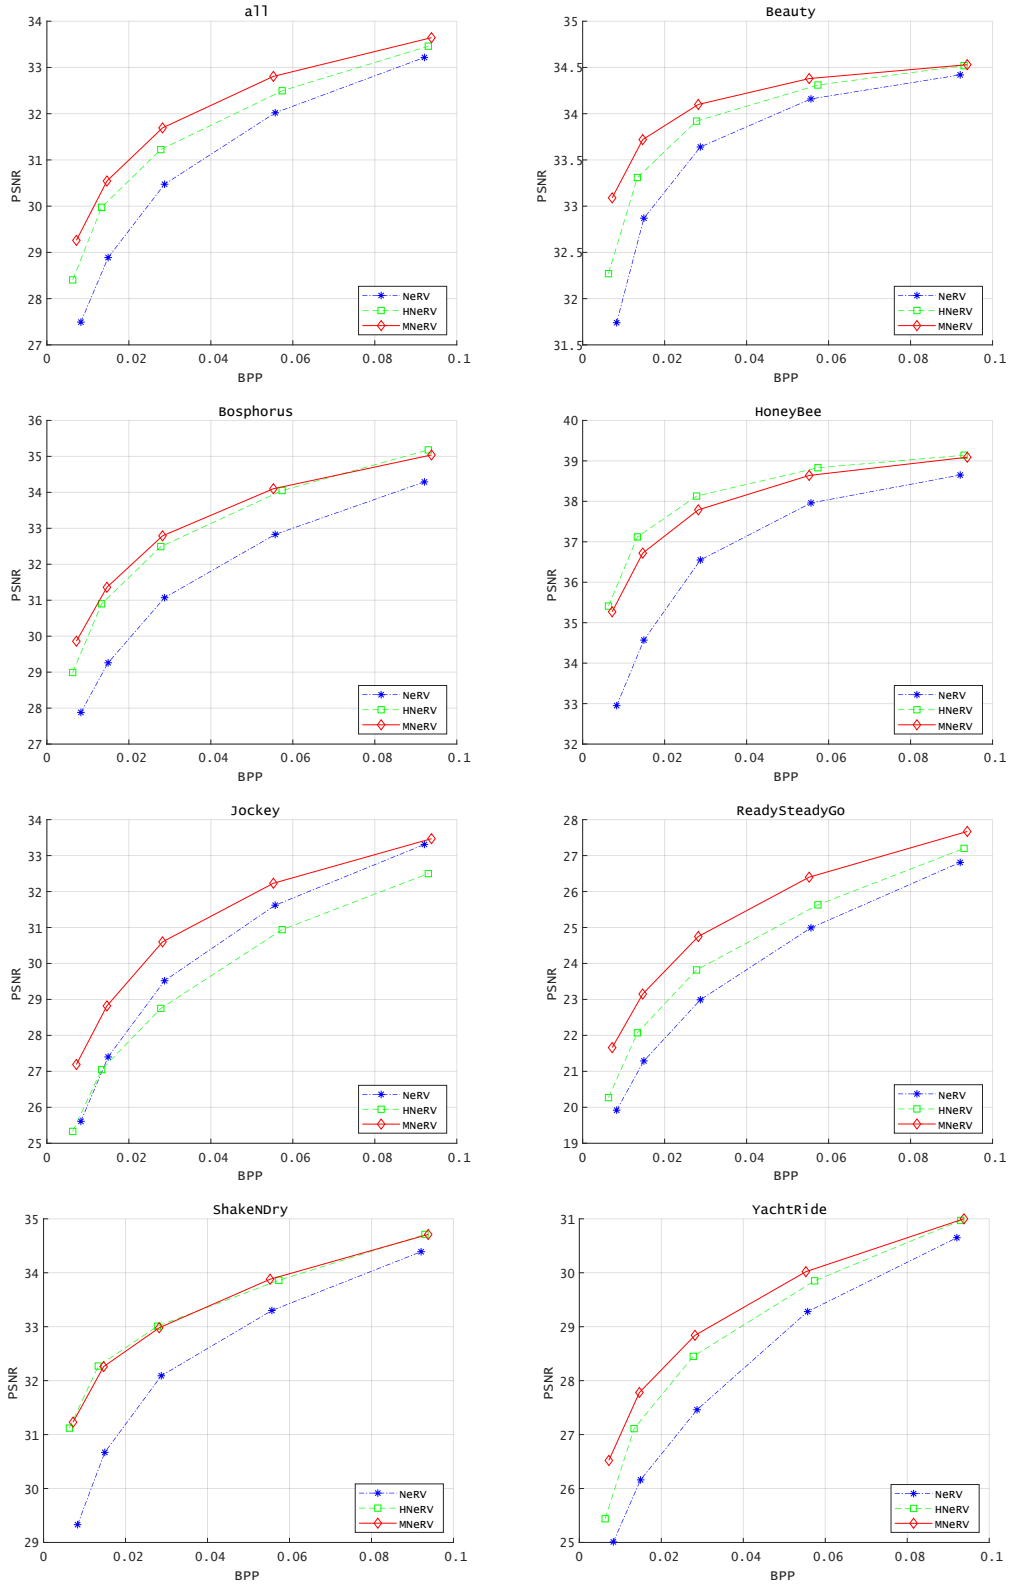 all
PSNR
34
33
32
31
30
29
28
27
0
0.02
0.04
0.06
0.08
0.1
BPP
NeRV
HNeRV
MNeRV
Beauty
PSNR
35
34.5
34
33.5
33
32.5
32
31.5
0
0.02
0.04
0.06
0.08
0.1
BPP
NeRV
HNeRV
MNeRV
Bosphorus
PSNR
36
35
34
33
32
31
30
29
28
27
0
0.02
0.04
0.06
0.08
0.1
BPP
NeRV
HNeRV
MNeRV
HoneyBee
PSNR
40
39
38
37
36
35
34
33
32
0
0.02
0.04
0.06
0.08
0.1
BPP
NeRV
HNeRV
MNeRV
Jockey
PSNR
34
33
32
31
30
29
28
27
26
25
0
0.02
0.04
0.06
0.08
0.1
BPP
NeRV
HNeRV
MNeRV
ReadySteadyGo
PSNR
28
27
26
25
24
23
22
21
20
19
0
0.02
0.04
0.06
0.08
0.1
BPP
NeRV
HNeRV
MNeRV
ShakeNDry
PSNR
35
34
33
32
31
30
29
0
0.02
0.04
0.06
0.08
0.1
BPP
NeRV
HNeRV
MNeRV
YachtRide
PSNR
31
30
29
28
27
26
25
0
0.02
0.04
0.06
0.08
0.1
BPP
NeRV
HNeRV
MNeRV